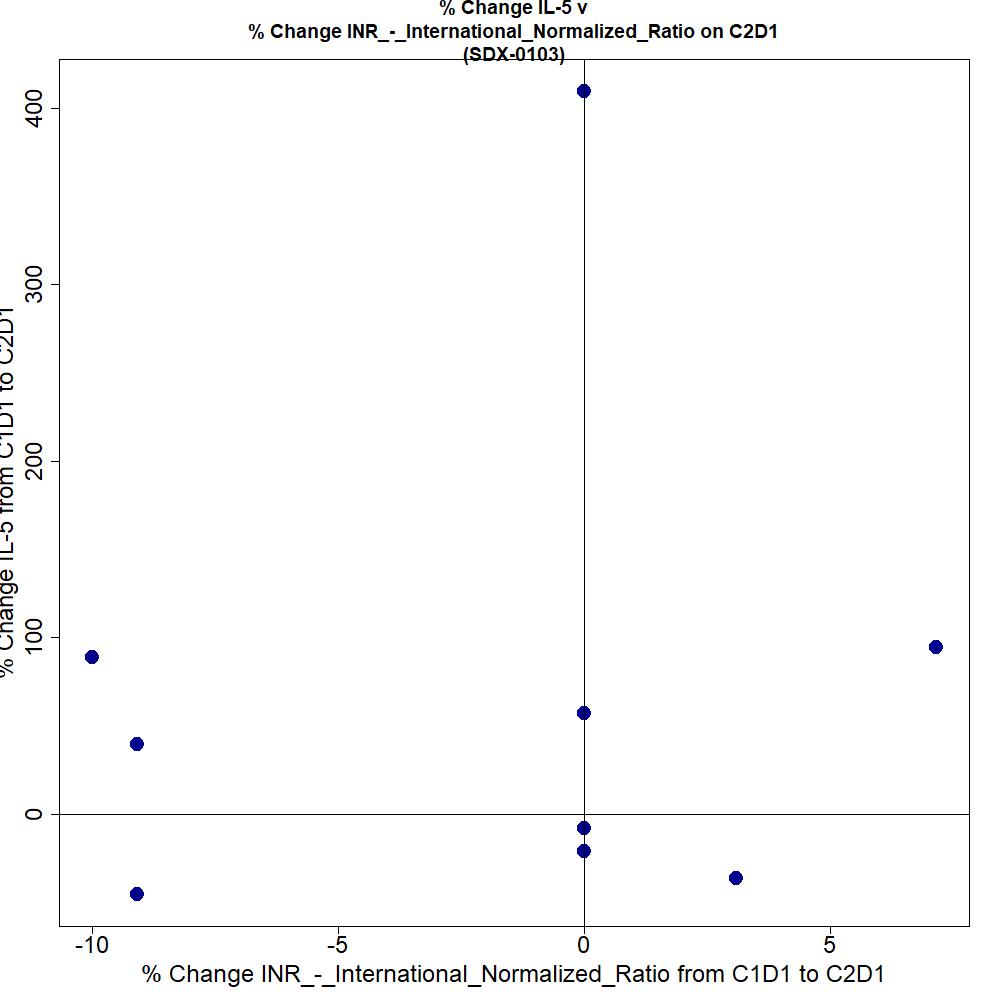 % Change IL-5 v
% Change INR_-_International_Normalized_Ratio on C2D1
(SDX-0103)
% Change IL-5 from C1D1 to C2D1
400
300
200
100
0
-10
-5
0
5
% Change INR_-_International_Normalized_Ratio from C1D1 to C2D1